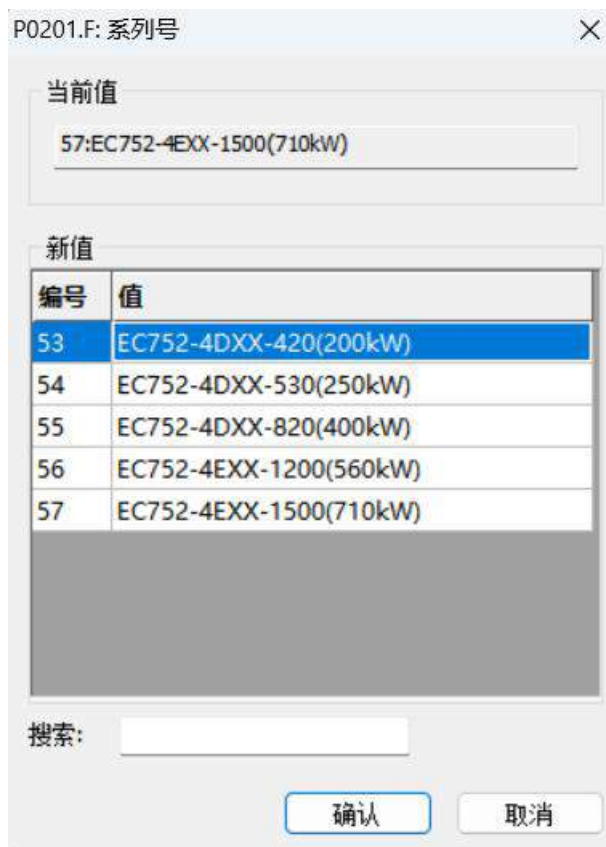 P0201.F: 系列号
当前值
57:EC752-4EXX-1500(710kW)
新值
编号 值
53 EC752-4DXX-420(200kW)
54 EC752-4DXX-530(250kW)
55 EC752-4DXX-820(400kW)
56 EC752-4EXX-1200(560kW)
57 EC752-4EXX-1500(710kW)
搜索:
确认 取消